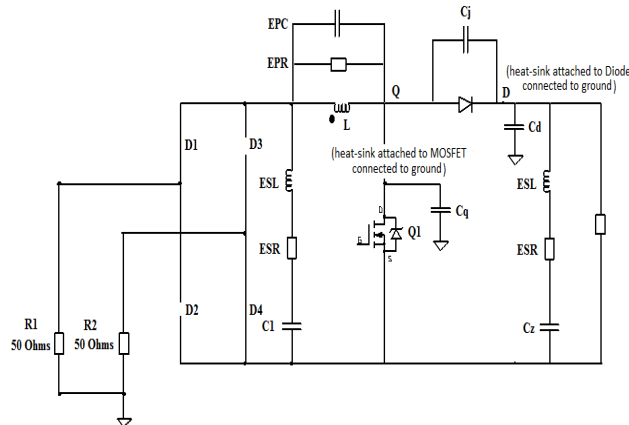 EPC
Cj
EPR
(heat-sink attached to Diode
connected to ground)
Q
D
L
Cd
D1
D3
(heat-sink attached to MOSFET
connected to ground)
ESL
ESL
D
Cq
G
Q1
S
ESR
ESR
D2
D4
C1
Cz
R1
50 Ohms
R2
50 Ohms